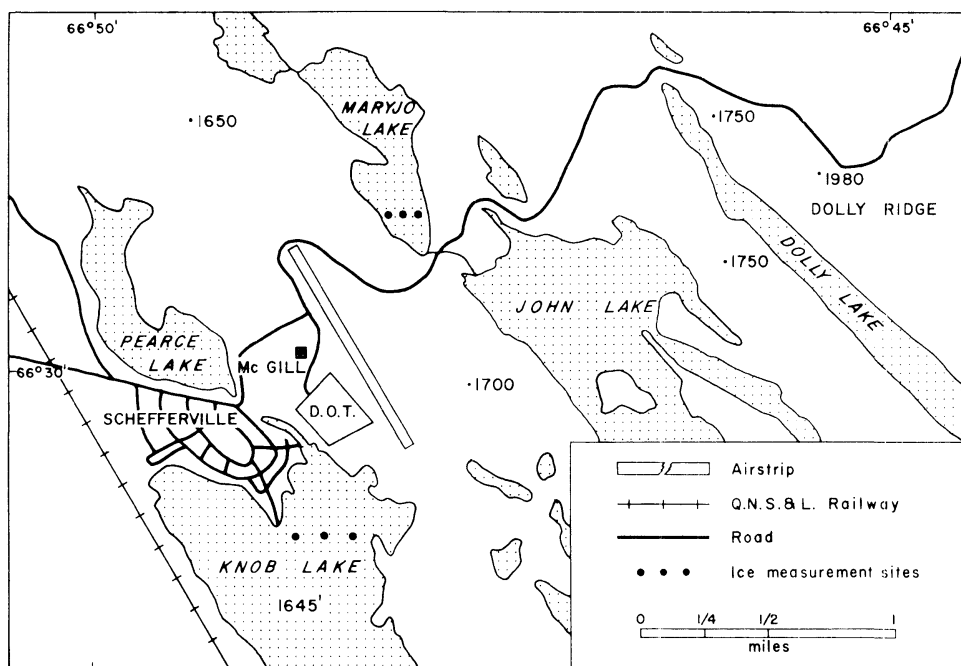 66°50'
66°45'
MARYJO
LAKE
•1650
•1750
•1980
DOLLY RIDGE
•1750
DOLLY LAKE
JOHN LAKE
PEARCE
LAKE
Mc GILL
66°30'
•1700
D.O.T.
SCHEFFERVILLE
KNOB LAKE
1645'
Airstrip
Q.N.S.& L. Railway
Road
Ice measurement sites
0 1/4 1/2 1
miles